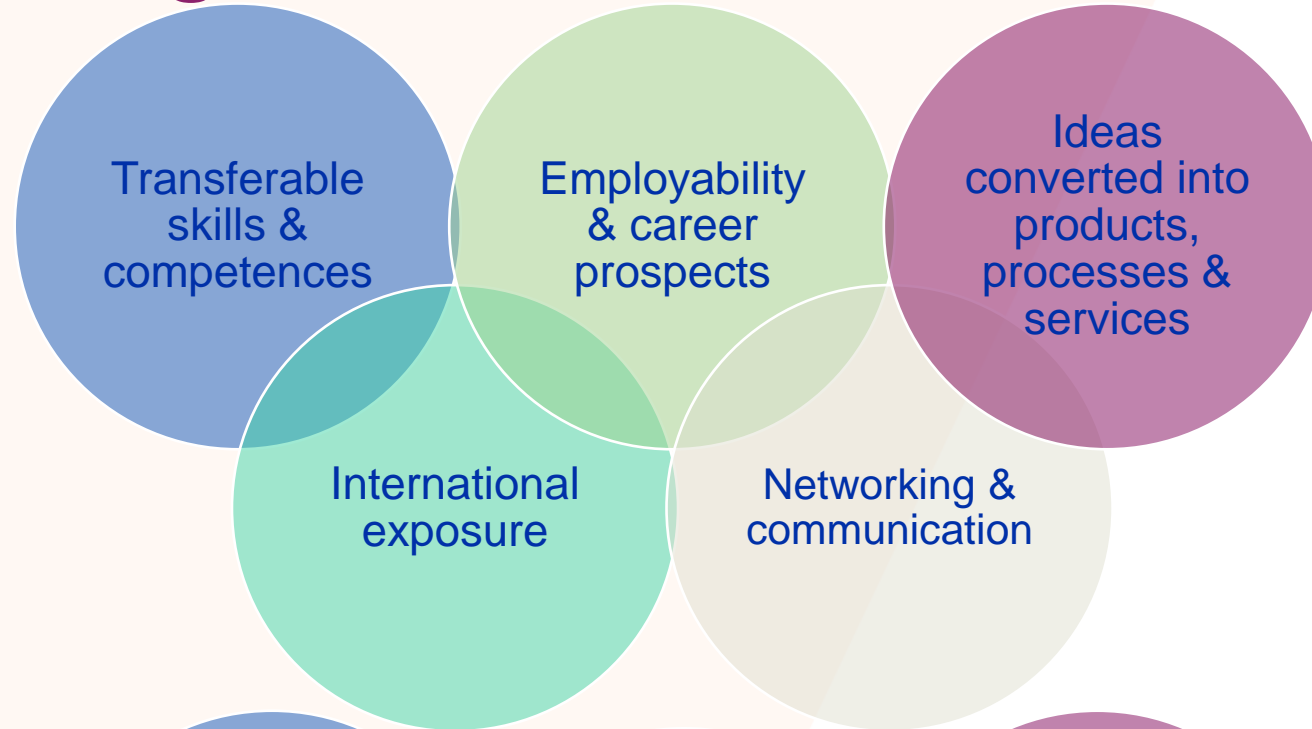 Transferable
skills &
competences
Employability
& career
prospects
Ideas
converted into
products,
processes &
services
International
exposure
Networking &
communication